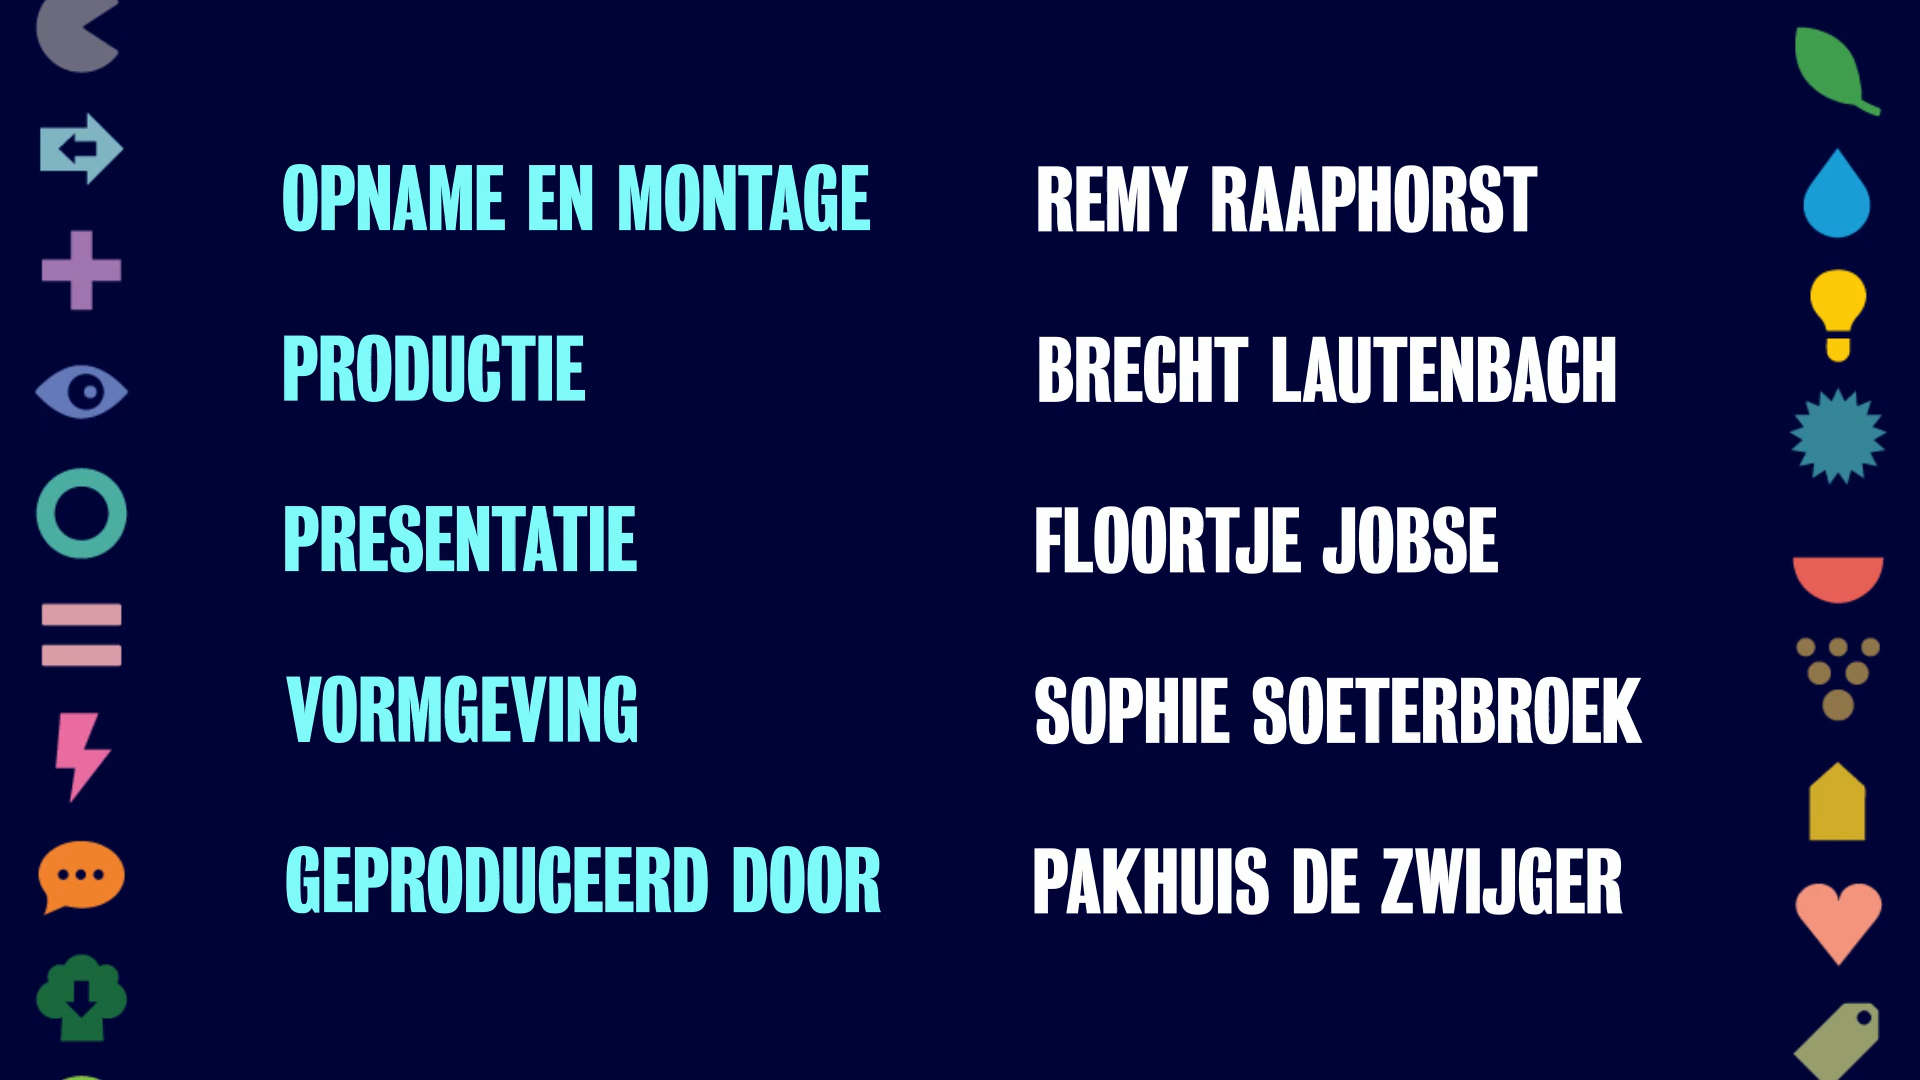 OPNAME EN MONTAGE REMY RAAPHORST
PRODUCTIE BRECHT LAUTENBACH
PRESENTATIE FLOORTJE JOBSE
VORMGEVING SOPHIE SOETERBROEK
GEPRODUCEERD DOOR PAKHUIS DE ZWIJGER